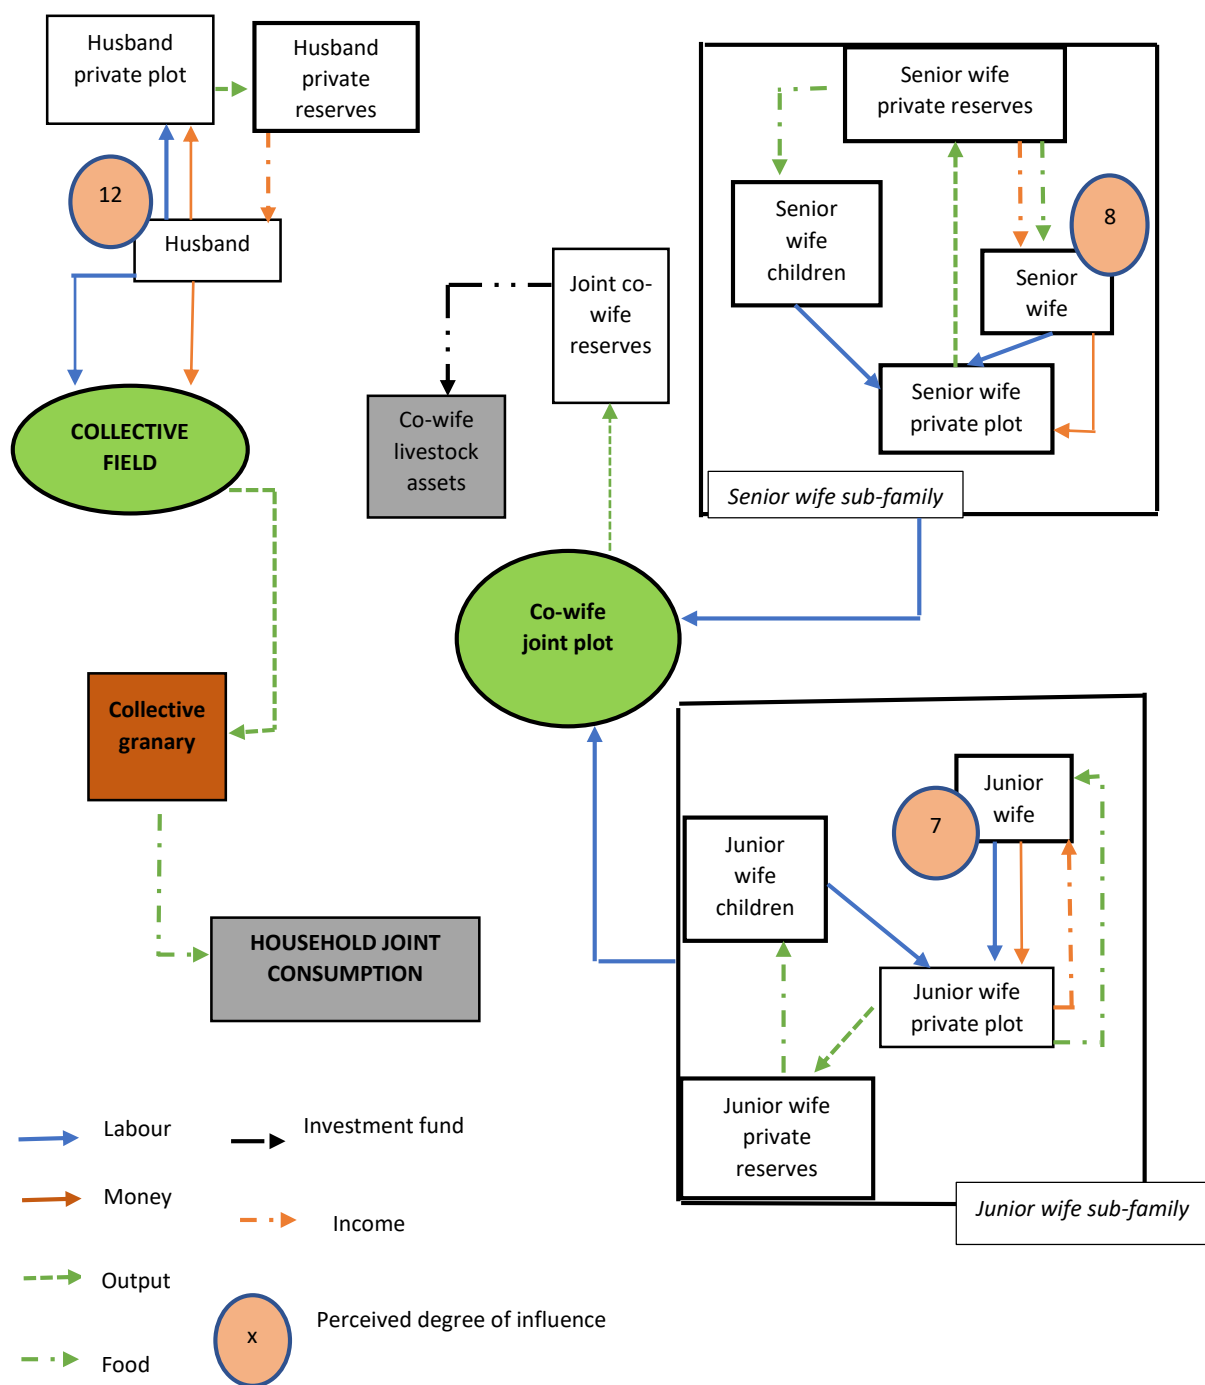 Husband
private plot
Husband
private
reserves
12
Husband
COLLECTIVE
FIELD
Collective
granary
HOUSEHOLD JOINT
CONSUMPTION
Joint co-
wife
reserves
Co-wife
livestock
assets
Co-wife
joint plot
Senior wife
private reserves
Senior
wife
children
8
Senior
wife
Senior wife
private plot
Senior wife sub-family
Junior
wife
7
Junior
wife
children
Junior wife
private plot
Junior wife
private
reserves
Junior wife sub-family
Labour
Investment fund
Money
Income
Output
x
Perceived degree of influence
Food